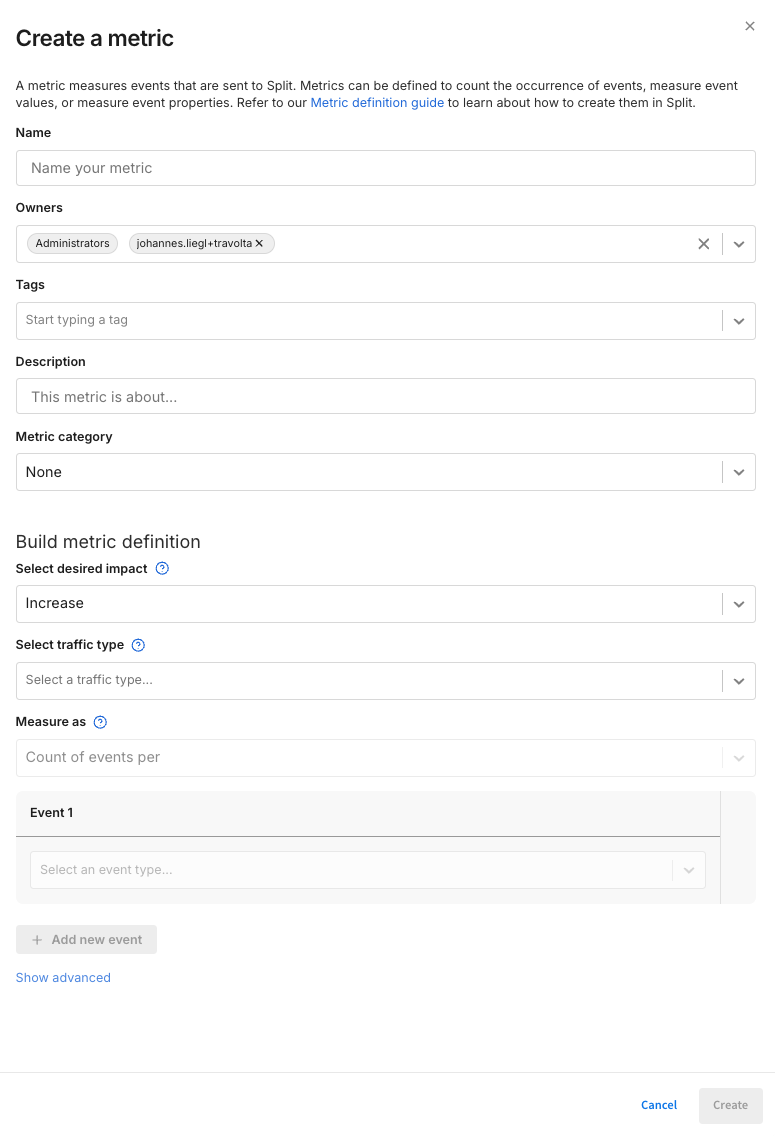 Create a metric
A metric measures events that are sent to Split. Metrics can be defined to count the occurrence of events, measure event
values, or measure event properties. Refer to our Metric definition guide to learn about how to create them in Split.
Name
Name your metric
Owners
Administrators johannes.liegl+travolta
Tags
Start typing a tag
Description
This metric is about...
Metric category
None
Build metric definition
Select desired impact
Increase
Select traffic type
Select a traffic type...
Measure as
Count of events per
Event 1
Select an event type...
Add new event
Show advanced
Cancel Create